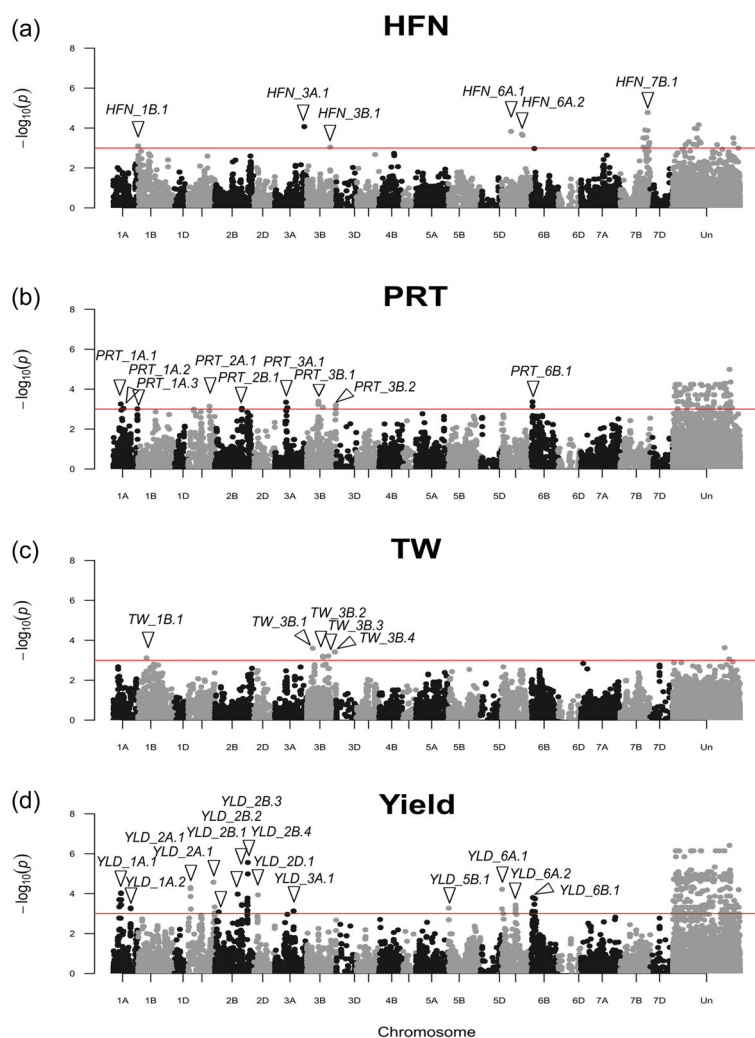 (a)
HFN
8
6
4
2
0
−log10(p)
HFN_1B.1
HFN_3A.1
HFN_3B.1
HFN_6A.1
HFN_6A.2
HFN_7B.1
1A 1B 1D 2B 2D 3A 3B 3D 4B 5A 5B 5D 6B 6D 7A 7B 7D Un
(b)
PRT
8
6
4
2
0
−log10(p)
PRT_1A.1
PRT_1A.2
PRT_1A.3
PRT_2A.1
PRT_2B.1
PRT_3A.1
PRT_3B.1
PRT_3B.2
PRT_6B.1
1A 1B 1D 2B 2D 3A 3B 3D 4B 5A 5B 5D 6B 6D 7A 7B 7D Un
(c)
TW
8
6
4
2
0
−log10(p)
TW_1B.1
TW_3B.1
TW_3B.2
TW_3B.3
TW_3B.4
1A 1B 1D 2B 2D 3A 3B 3D 4B 5A 5B 5D 6B 6D 7A 7B 7D Un
(d)
Yield
8
6
4
2
0
−log10(p)
YLD_1A.1
YLD_1A.2
YLD_2A.1
YLD_2A.1
YLD_2B.1
YLD_2B.2
YLD_2B.3
YLD_2B.4
YLD_2D.1
YLD_3A.1
YLD_5B.1
YLD_6A.1
YLD_6A.2
YLD_6B.1
1A 1B 1D 2B 2D 3A 3B 3D 4B 5A 5B 5D 6B 6D 7A 7B 7D Un
Chromosome